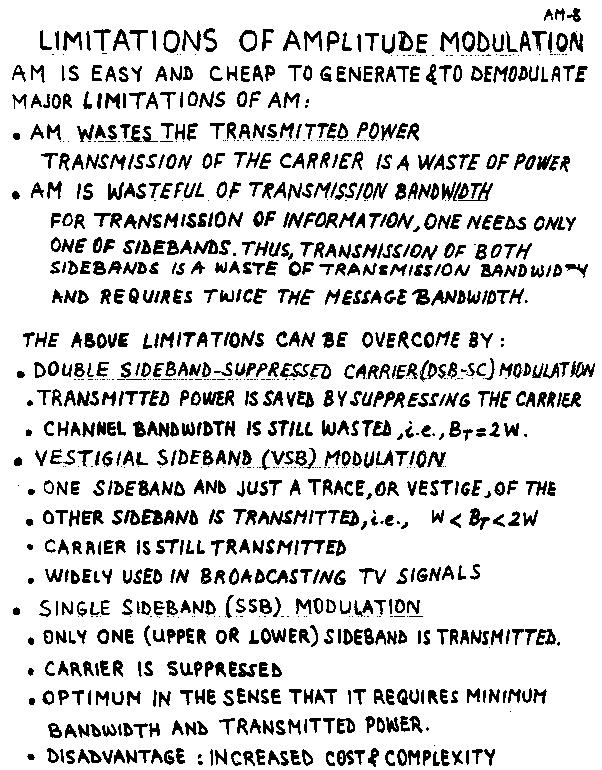 AM-8
LIMITATIONS OF AMPLITUDE MODULATION
AM IS EASY AND CHEAP TO GENERATE & TO DEMODULATE
MAJOR LIMITATIONS OF AM:
• AM WASTES THE TRANSMITTED POWER
TRANSMISSION OF THE CARRIER IS A WASTE OF POWER
• AM IS WASTEFUL OF TRANSMISSION BANDWIDTH
FOR TRANSMISSION OF INFORMATION, ONE NEEDS ONLY
ONE OF SIDEBANDS. THUS, TRANSMISSION OF BOTH
SIDEBANDS IS A WASTE OF TRANSMISSION BANDWIDTH
AND REQUIRES TWICE THE MESSAGE BANDWIDTH.
THE ABOVE LIMITATIONS CAN BE OVERCOME BY:
• DOUBLE SIDEBAND-SUPPRESSED CARRIER (DSB-SC) MODULATION
• TRANSMITTED POWER IS SAVED BY SUPPRESSING THE CARRIER
• CHANNEL BANDWIDTH IS STILL WASTED, i.e., B_T = 2W.
• VESTIGIAL SIDEBAND (VSB) MODULATION
• ONE SIDEBAND AND JUST A TRACE, OR VESTIGE, OF THE
• OTHER SIDEBAND IS TRANSMITTED, i.e., W < B_T < 2W
• CARRIER IS STILL TRANSMITTED
• WIDELY USED IN BROADCASTING TV SIGNALS
• SINGLE SIDEBAND (SSB) MODULATION
• ONLY ONE (UPPER OR LOWER) SIDEBAND IS TRANSMITTED.
• CARRIER IS SUPPRESSED
• OPTIMUM IN THE SENSE THAT IT REQUIRES MINIMUM
BANDWIDTH AND TRANSMITTED POWER.
• DISADVANTAGE : INCREASED COST & COMPLEXITY